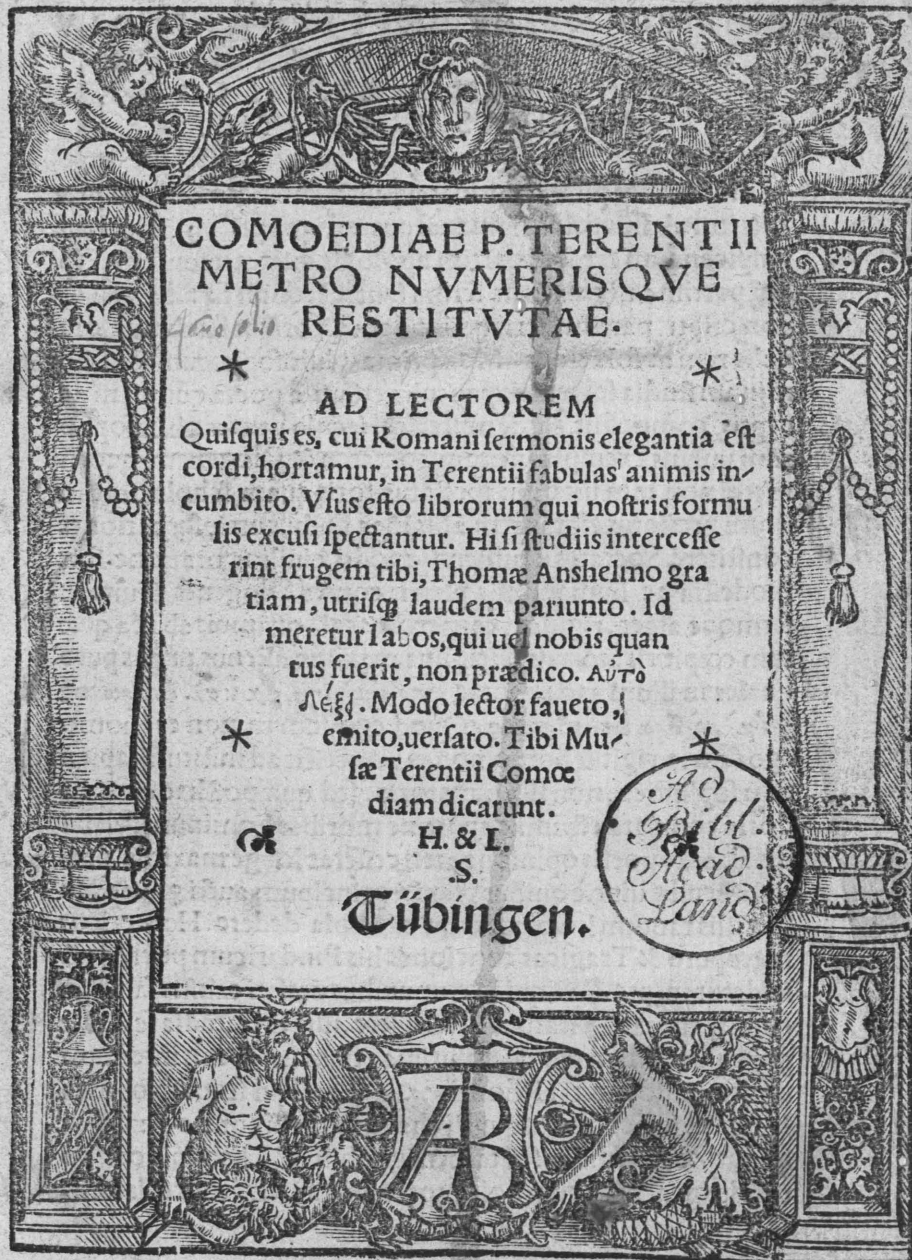 COMOEDIAE P. TERENTII
METRO NVMERISQVE
RESTITVTAE.
AD LECTOREM
Quiſquis es, cui Romani ſermonis elegantia eſt
cordi, hortamur, in Terentii fabulas animis in-
cumbito. Vſus eſto librorum qui noſtris formu
lis excuſi ſpectantur. Hi ſi ſtudiis interceſſe
rint frugem tibi, Thomæ Anshelmo gra
tiam, utriſqꝫ laudem pariunto. Id
meretur labos, qui uel nobis quan
tus fuerit, non prædico. Αὐτὸ
. Modo lector faueto,
emito, uerſato. Tibi Mu-
ſæ Terentii Comœ
diam dicarunt.
H. & L.
S.
Tübingen.
Ad
Bibl.
Acad.
Land.
AB